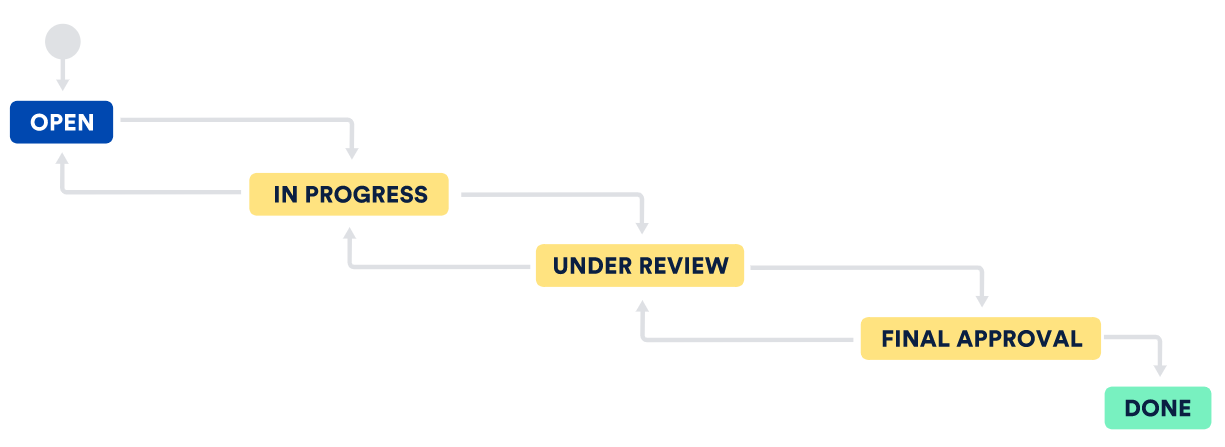 OPEN
IN PROGRESS
UNDER REVIEW
FINAL APPROVAL
DONE